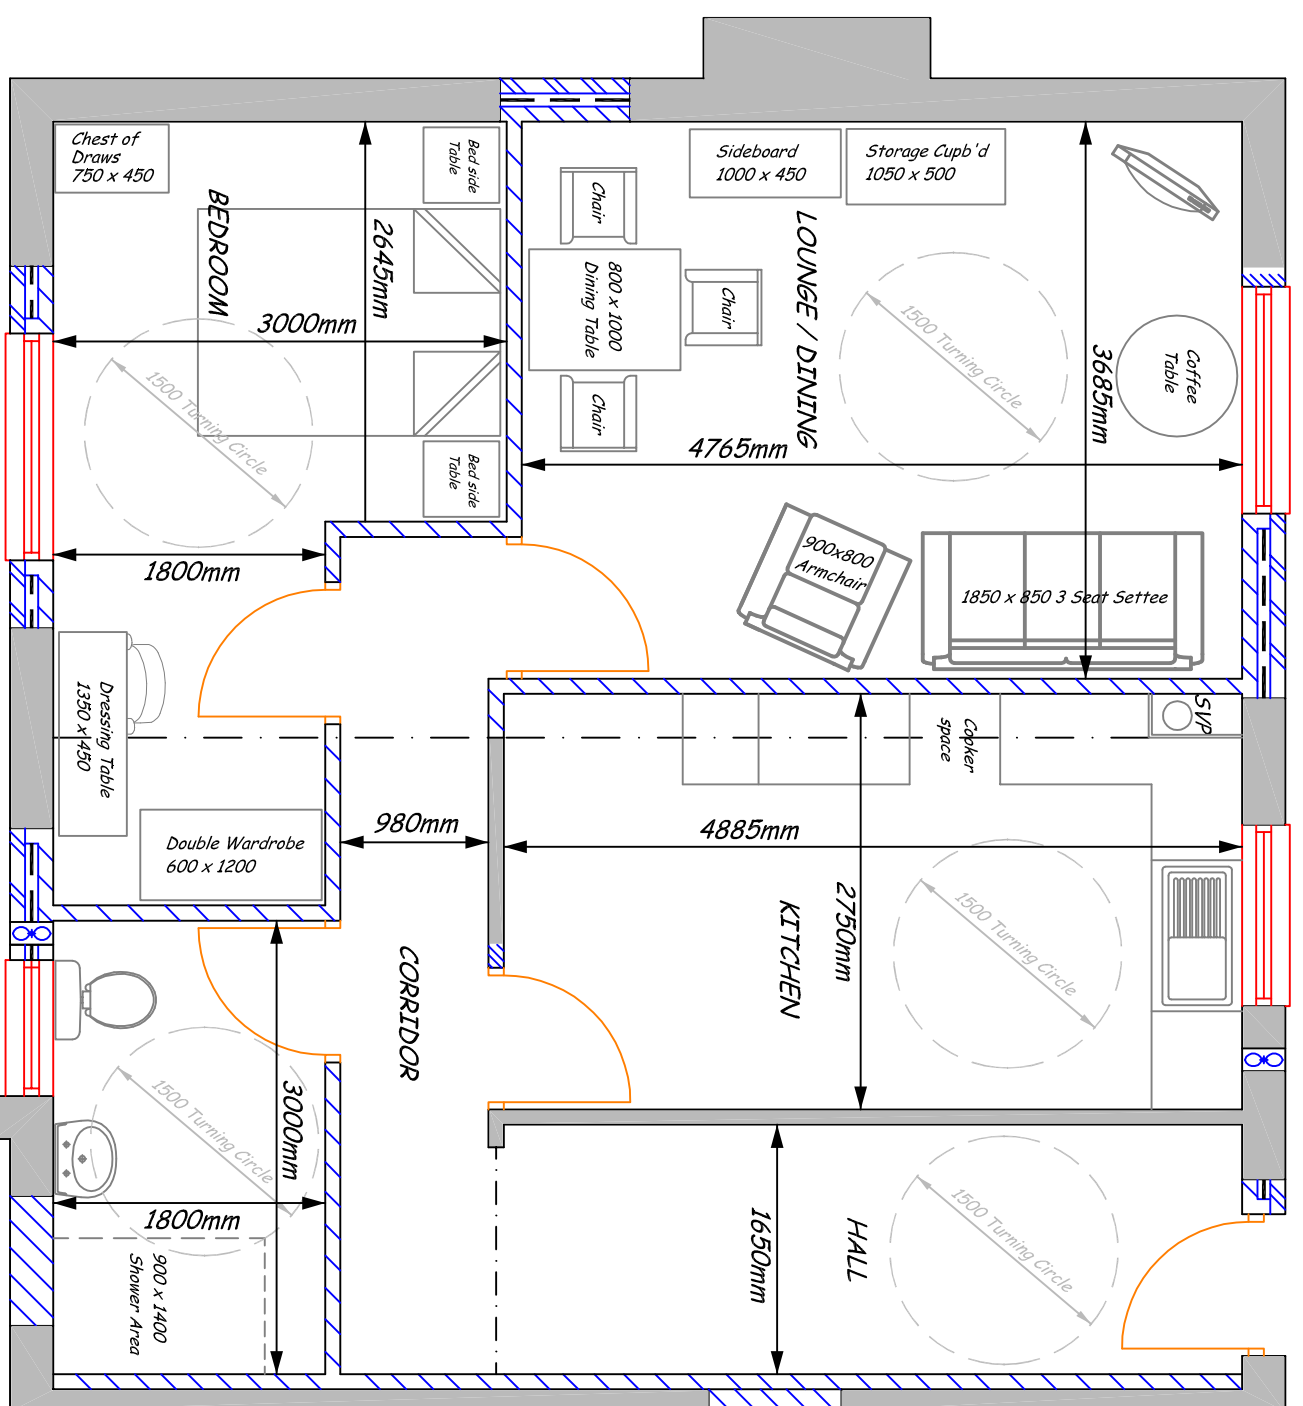 Chest of
Draws
750 x 450
Bed side
Table
BEDROOM
2645mm
3000mm
1500 Turning Circle
Bed side
Table
1800mm
Dressing Table
1350 x 450
Double Wardrobe
600 x 1200
Sideboard
1000 x 450
Storage Cupb'd
1050 x 500
Chair
800 x 1000
Dining Table
Chair
Chair
LOUNGE / DINING
1500 Turning Circle
3685mm
Coffee
Table
4765mm
900x800
Armchair
1850 x 850 3 Seat Settee
SVP
Cooker
space
980mm
4885mm
2750mm
KITCHEN
1500 Turning Circle
CORRIDOR
3000mm
1500 Turning Circle
1800mm
900 x 1400
Shower Area
1650mm
HALL
1500 Turning Circle